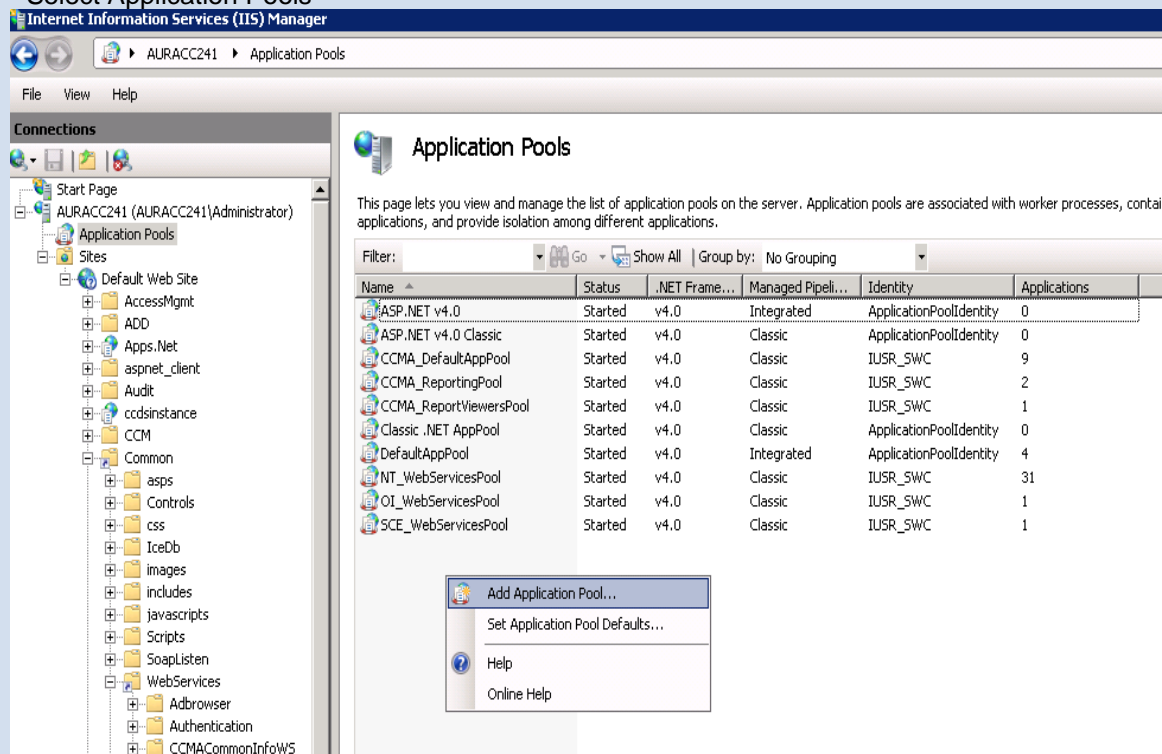 Select Application Pools
Internet Information Services (IIS) Manager
AURACC241 Application Pools
File View Help
Connections
Start Page
AURACC241 (AURACC241\Administrator)
Application Pools
Sites
Default Web Site
AccessMgmt
ADD
Apps.Net
aspnet_client
Audit
ccdsinstance
CCM
Common
asps
Controls
css
IceDb
images
includes
javascripts
Scripts
SoapListen
WebServices
Adbrowser
Authentication
CCMACommonInfoWS
Application Pools
This page lets you view and manage the list of application pools on the server. Application pools are associated with worker processes, contai
applications, and provide isolation among different applications.
Filter: Go Show All Group by: No Grouping
Name Status .NET Frame... Managed Pipeli... Identity Applications
ASP.NET v4.0 Started v4.0 Integrated ApplicationPoolIdentity 0
ASP.NET v4.0 Classic Started v4.0 Classic ApplicationPoolIdentity 0
CCMA_DefaultAppPool Started v4.0 Classic IUSR_SWC 9
CCMA_ReportingPool Started v4.0 Classic IUSR_SWC 2
CCMA_ReportViewersPool Started v4.0 Classic IUSR_SWC 1
Classic .NET AppPool Started v4.0 Classic ApplicationPoolIdentity 0
DefaultAppPool Started v4.0 Integrated ApplicationPoolIdentity 4
NT_WebServicesPool Started v4.0 Classic IUSR_SWC 31
OI_WebServicesPool Started v4.0 Classic IUSR_SWC 1
SCE_WebServicesPool Started v4.0 Classic IUSR_SWC 1
Add Application Pool...
Set Application Pool Defaults...
Help
Online Help